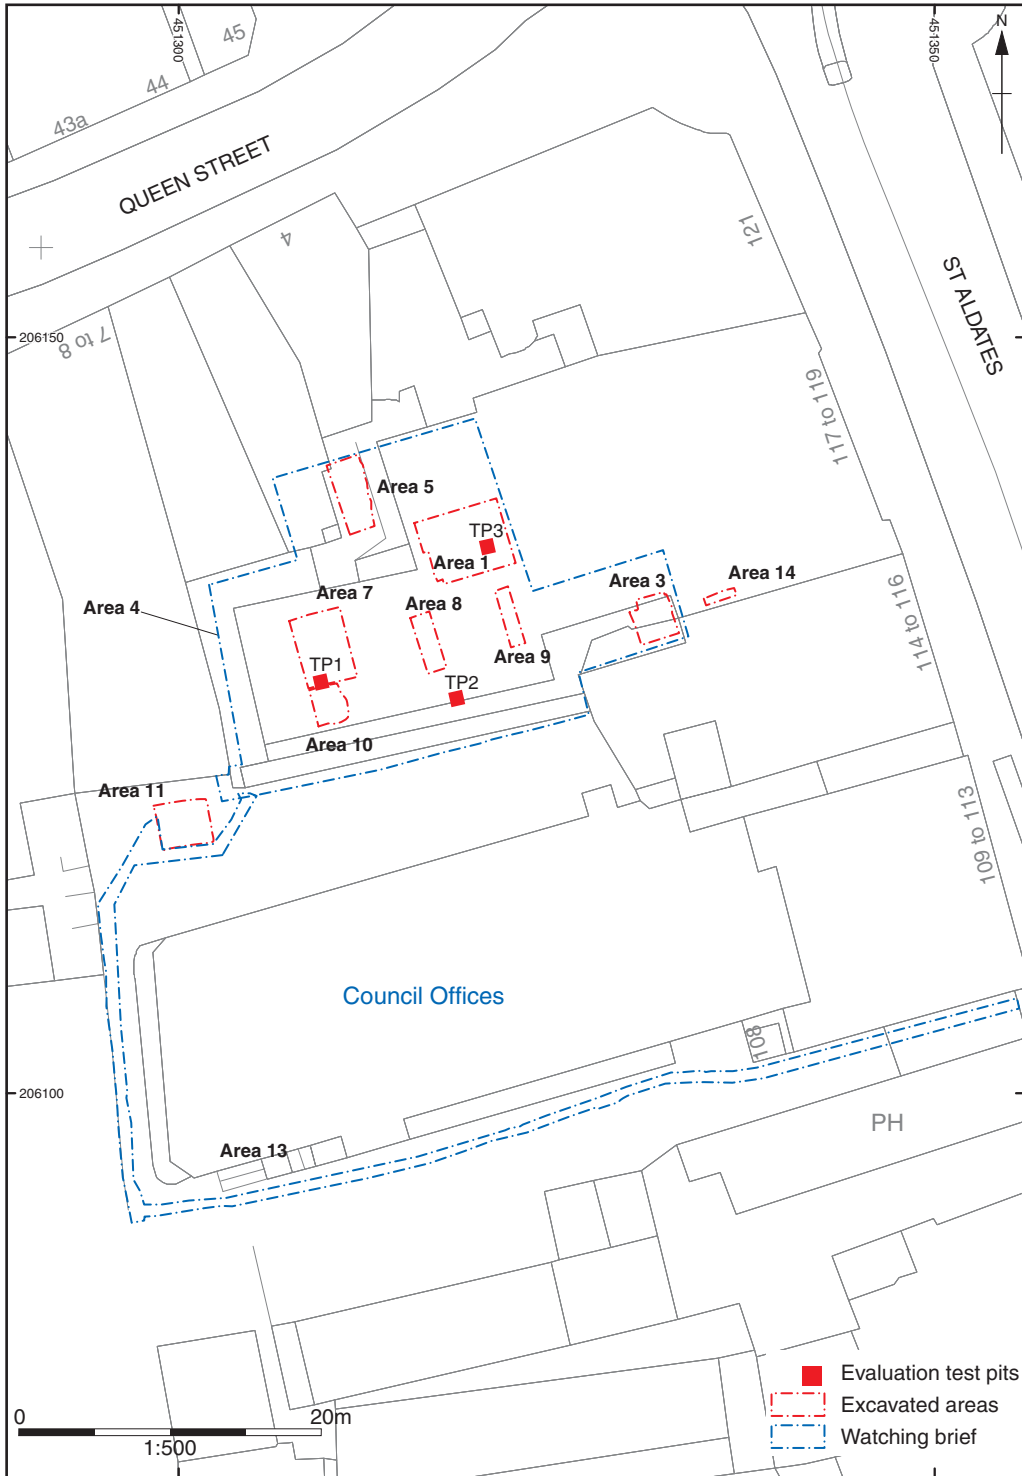 451300
451350
N
45
44
43a
QUEEN STREET
4
121
ST ALDATES
206150
7 to 8
117 to 119
Area 5
TP3
Area 1
Area 3
Area 14
Area 7
Area 4
Area 8
114 to 116
Area 9
TP1
TP2
Area 10
Area 11
109 to 113
Council Offices
108
206100
PH
Area 13
Evaluation test pits
Excavated areas
Watching brief
0 20m
1:500